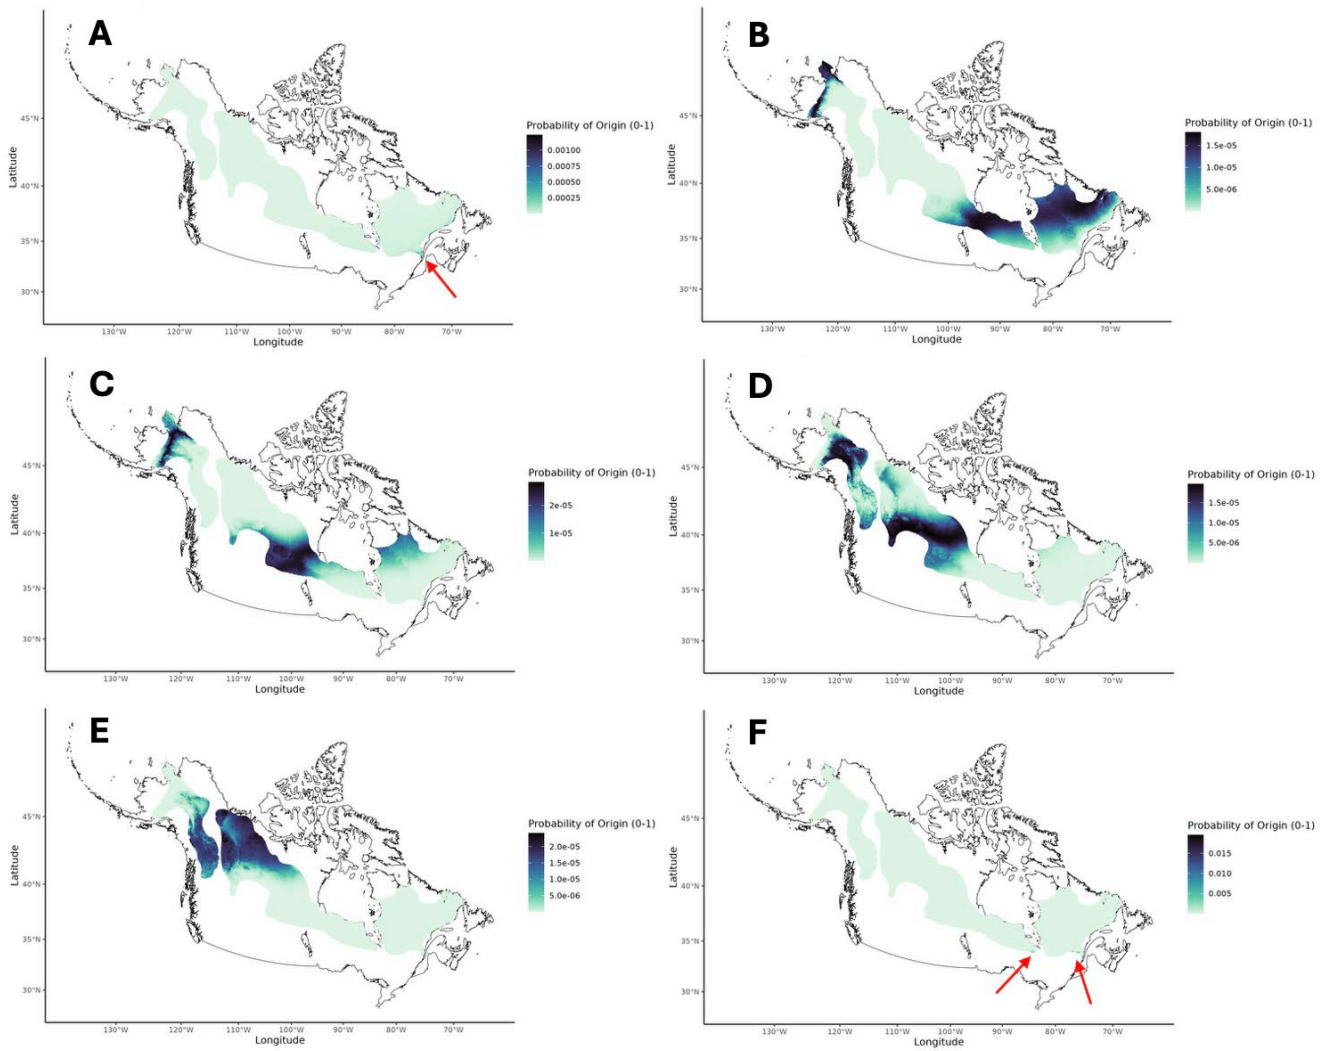 A
45°N
40°N
35°N
30°N
Latitude
130°W 120°W 110°W 100°W 90°W 80°W 70°W
Longitude
Probability of Origin (0-1)
0.00100
0.00075
0.00050
0.00025
B
45°N
40°N
35°N
30°N
Latitude
130°W 120°W 110°W 100°W 90°W 80°W 70°W
Longitude
Probability of Origin (0-1)
1.5e-05
1.0e-05
5.0e-06
C
45°N
40°N
35°N
30°N
Latitude
130°W 120°W 110°W 100°W 90°W 80°W 70°W
Longitude
Probability of Origin (0-1)
2e-05
1e-05
D
45°N
40°N
35°N
30°N
Latitude
130°W 120°W 110°W 100°W 90°W 80°W 70°W
Longitude
Probability of Origin (0-1)
1.5e-05
1.0e-05
5.0e-06
E
45°N
40°N
35°N
30°N
Latitude
130°W 120°W 110°W 100°W 90°W 80°W 70°W
Longitude
Probability of Origin (0-1)
2.0e-05
1.5e-05
1.0e-05
5.0e-06
F
45°N
40°N
35°N
30°N
Latitude
130°W 120°W 110°W 100°W 90°W 80°W 70°W
Longitude
Probability of Origin (0-1)
0.015
0.010
0.005